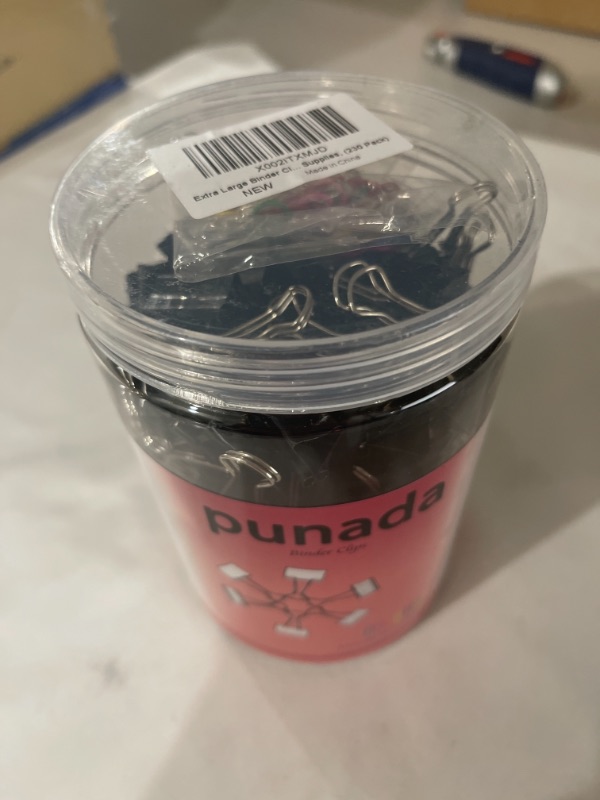 X002ITXMJD
Extra Large Binder Cl... Supplies, (230 Pack)
NEW
Made in China
punada
Binder Clips